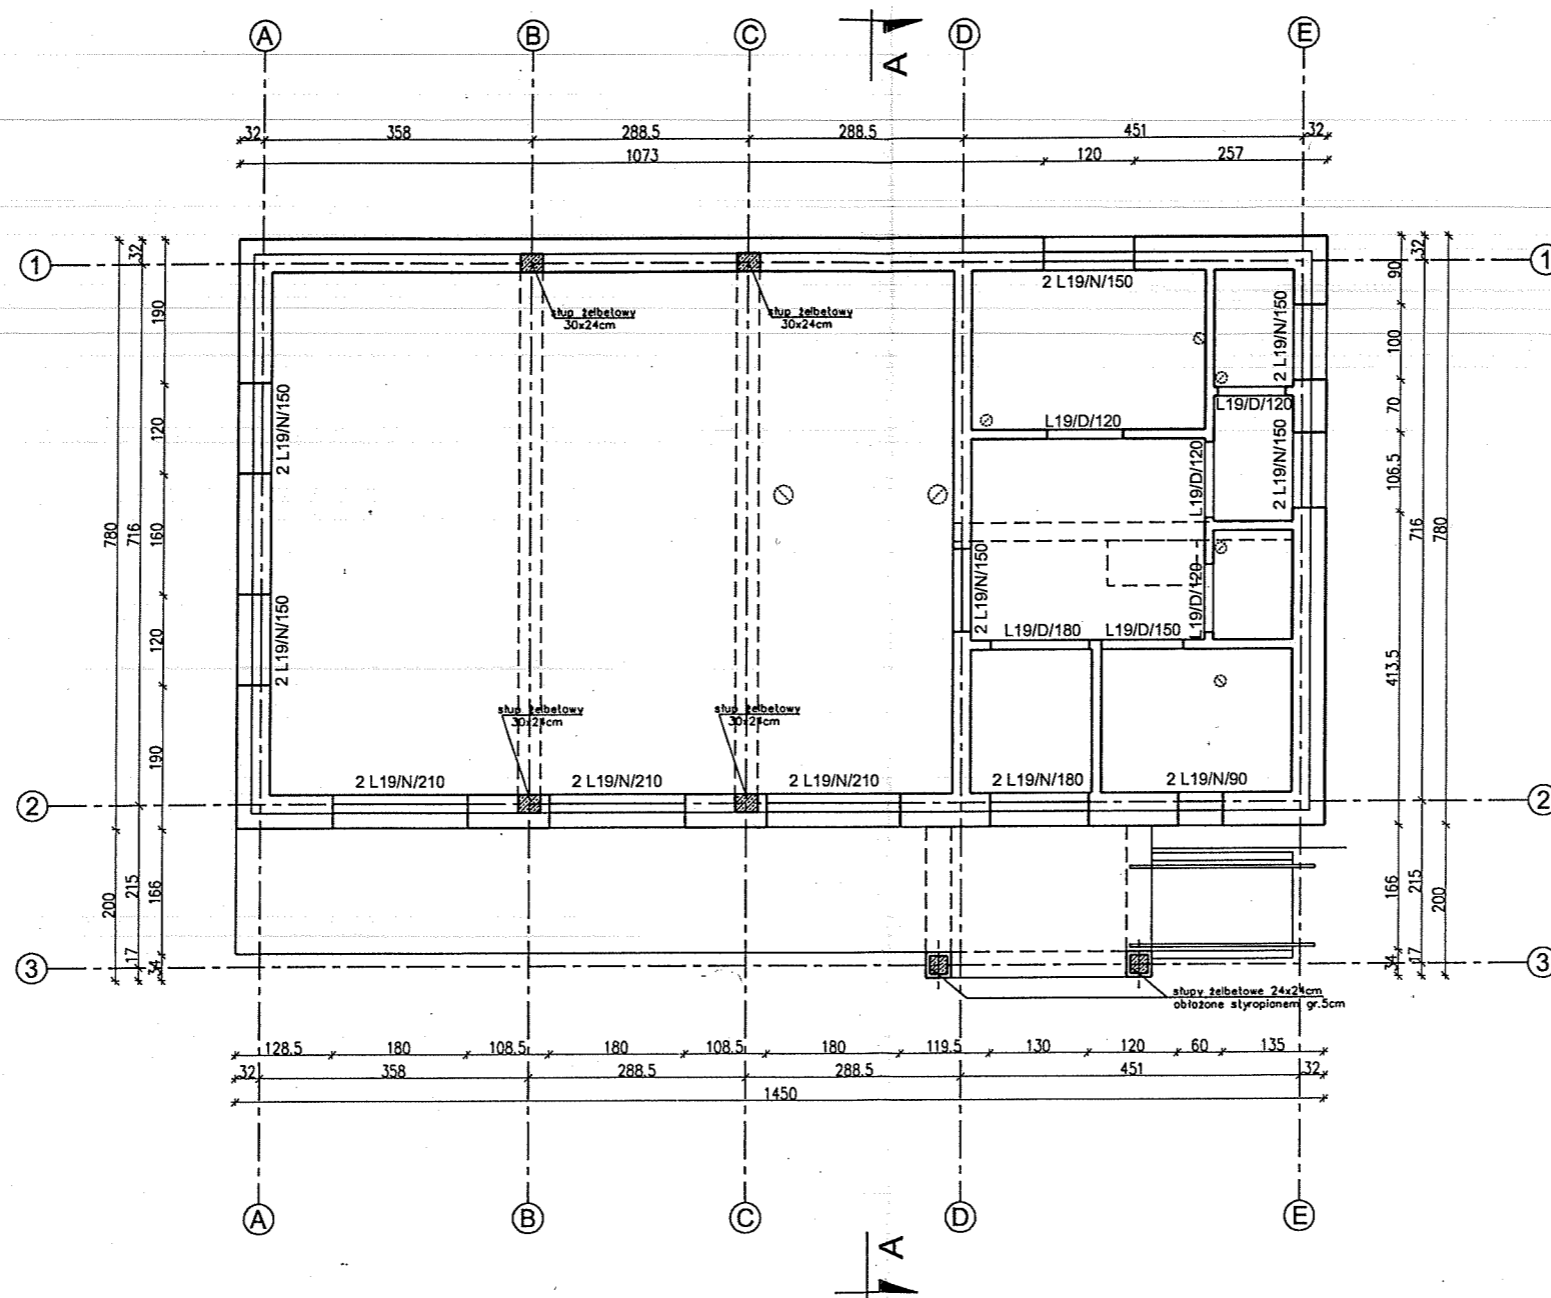 A
B
C
D
E
A
32
358
288.5
288.5
451
32
1073
120
257
1
1
2 L19/N/150
słup żelbetowy
30x24cm
słup żelbetowy
30x24cm
2 L19/N/150
L19/D/120
L19/D/120
2 L19/N/150
L19/D/120
2 L19/N/150
2 L19/N/150
2 L19/N/150
L19/D/120
L19/D/180
L19/D/150
słup żelbetowy
30x24cm
słup żelbetowy
30x24cm
2 L19/N/210
2 L19/N/210
2 L19/N/210
2 L19/N/180
2 L19/N/90
2
2
3
3
780
200
32
716
215
17
190
120
160
120
190
166
34
90
100
70
106.5
413.5
166
34
32
716
215
17
780
200
słupy żelbetowe 24x24cm
obłożone styropianem gr.5cm
128.5
180
108.5
180
108.5
180
119.5
130
120
60
135
32
358
288.5
288.5
451
32
1450
A
B
C
D
E
A